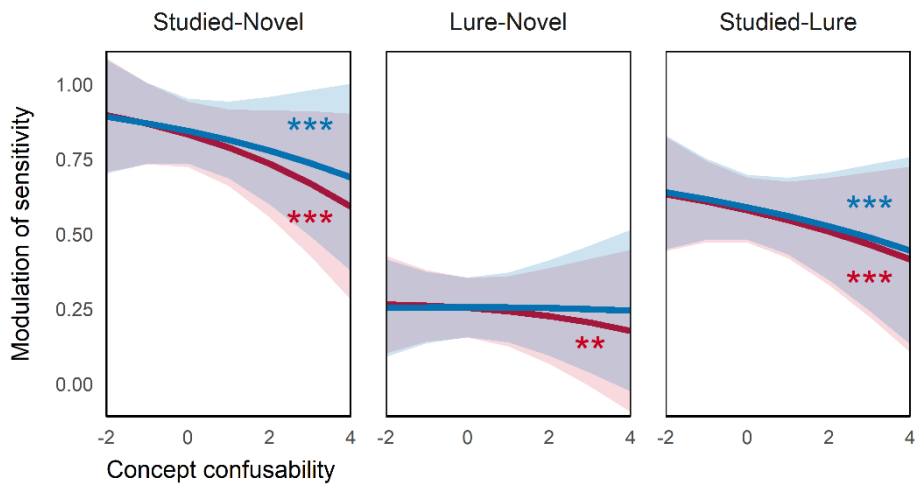 Studied-Novel Lure-Novel Studied-Lure
Modulation of sensitivity
1.00
0.75
0.50
0.25
0.00
***
***
**
***
***
-2 0 2 4 -2 0 2 4 -2 0 2 4
Concept confusability